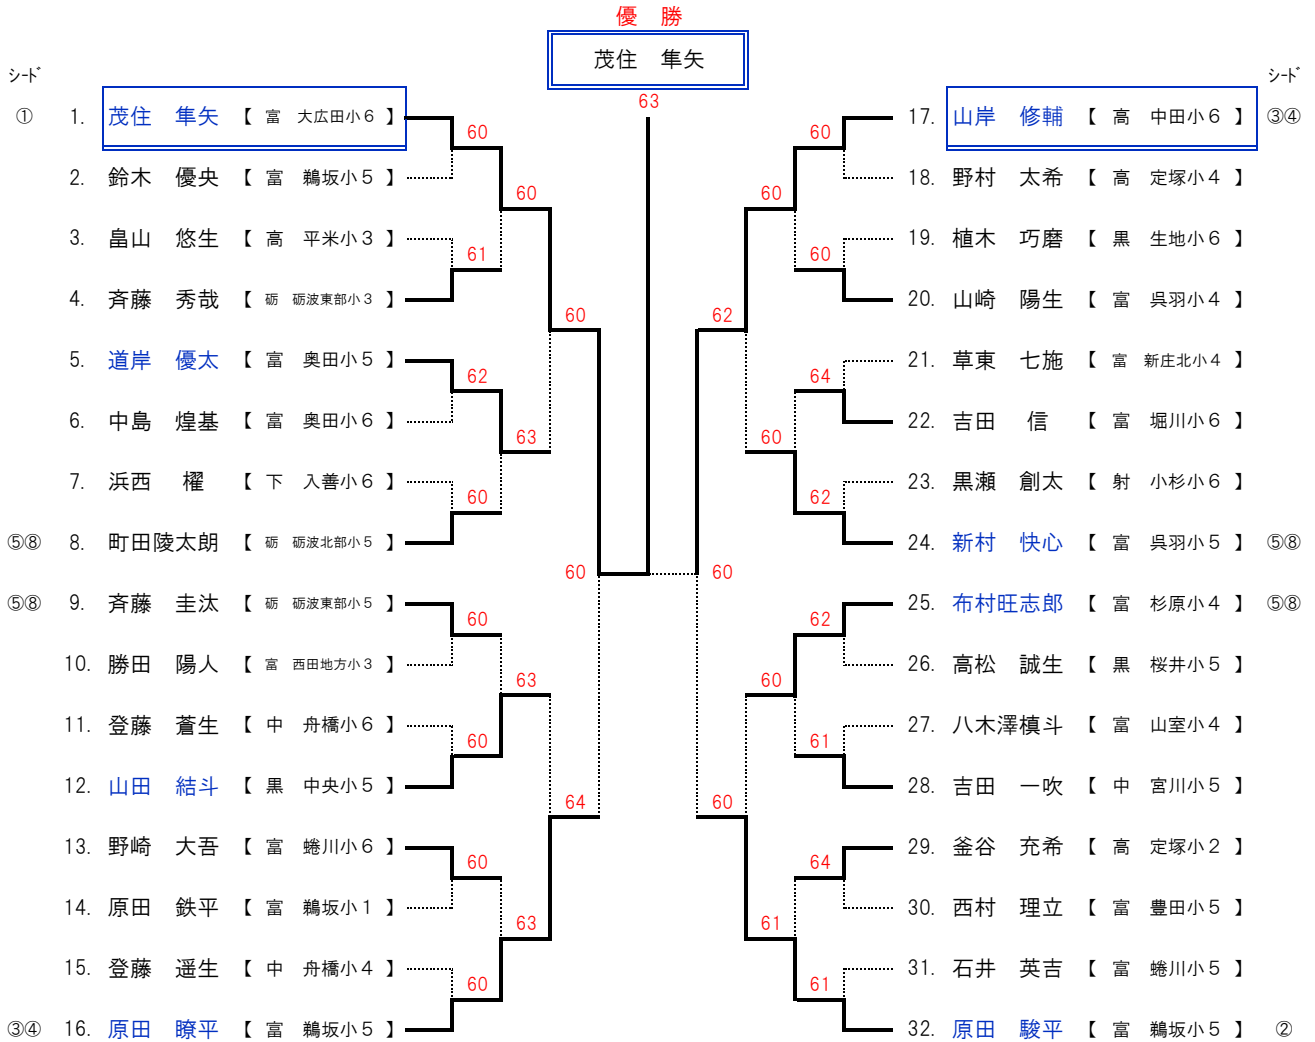 優　勝
茂住　隼矢
ｼｰﾄﾞ
ｼｰﾄﾞ
63
① 1. 茂住　隼矢 【 富　大広田小６ 】
60
2. 鈴木　優央 【 富　鵜坂小５ 】
60
3. 畠山　悠生 【 高　平米小３ 】
61
4. 斉藤　秀哉 【 砺　砺波東部小３ 】
60
5. 道岸　優太 【 富　奥田小５ 】
62
6. 中島　煌基 【 富　奥田小６ 】
63
7. 浜西　櫂 【 下　入善小６ 】
60
⑤⑧ 8. 町田陵太朗 【 砺　砺波北部小５ 】
60
⑤⑧ 9. 斉藤　圭汰 【 砺　砺波東部小５ 】
60
10. 勝田　陽人 【 富　西田地方小３ 】
63
11. 登藤　蒼生 【 中　舟橋小６ 】
60
12. 山田　結斗 【 黒　中央小５ 】
64
13. 野崎　大吾 【 富　蜷川小６ 】
60
14. 原田　鉄平 【 富　鵜坂小１ 】
63
15. 登藤　遥生 【 中　舟橋小４ 】
60
③④ 16. 原田　瞭平 【 富　鵜坂小５ 】
17. 山岸　修輔 【 高　中田小６ 】 ③④
60
18. 野村　太希 【 高　定塚小４ 】
60
19. 植木　巧磨 【 黒　生地小６ 】
60
20. 山崎　陽生 【 富　呉羽小４ 】
62
21. 草東　七施 【 富　新庄北小４ 】
64
22. 吉田　信 【 富　堀川小６ 】
60
23. 黒瀬　創太 【 射　小杉小６ 】
62
24. 新村　快心 【 富　呉羽小５ 】 ⑤⑧
60
25. 布村旺志郎 【 富　杉原小４ 】 ⑤⑧
62
26. 高松　誠生 【 黒　桜井小５ 】
60
27. 八木澤槙斗 【 富　山室小４ 】
61
28. 吉田　一吹 【 中　宮川小５ 】
60
29. 釜谷　充希 【 高　定塚小２ 】
64
30. 西村　理立 【 富　豊田小５ 】
61
31. 石井　英吉 【 富　蜷川小５ 】
61
32. 原田　駿平 【 富　鵜坂小５ 】 ②